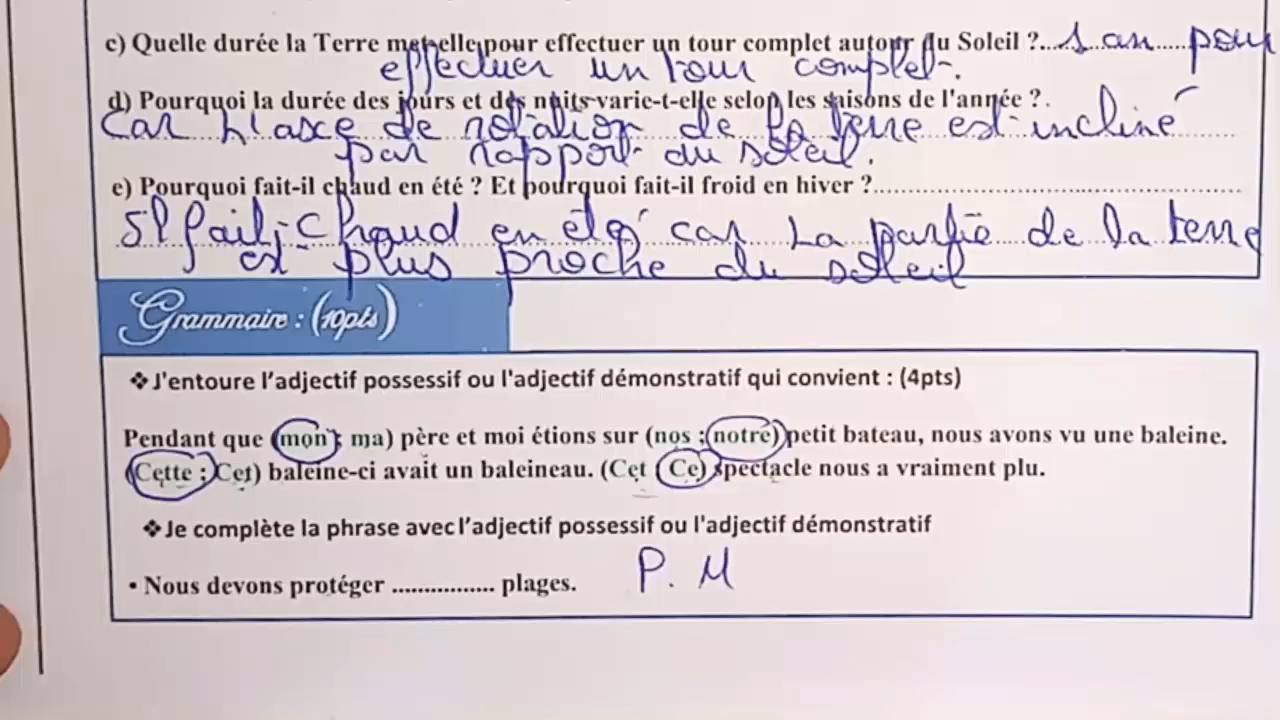 c) Quelle durée la Terre met-elle pour effectuer un tour complet autour du Soleil ?.. 1 an pour
effectuer un tour complet.
d) Pourquoi la durée des jours et des nuits varie-t-elle selon les saisons de l'année ?.
Car l'axe de rotation de la terre est incliné
par rapport du soleil.
e) Pourquoi fait-il chaud en été ? Et pourquoi fait-il froid en hiver ?...
Il fait chaud en été car la partie de la terre
est plus proche du soleil
Grammaire : (10pts)
❖J'entoure l'adjectif possessif ou l'adjectif démonstratif qui convient : (4pts)
Pendant que (mon ; ma) père et moi étions sur (nos ; notre) petit bateau, nous avons vu une baleine.
(Cette ; Cet) baleine-ci avait un baleineau. (Cet ; Ce) spectacle nous a vraiment plu.
❖Je complète la phrase avec l'adjectif possessif ou l'adjectif démonstratif
• Nous devons protéger ................ plages. P. M